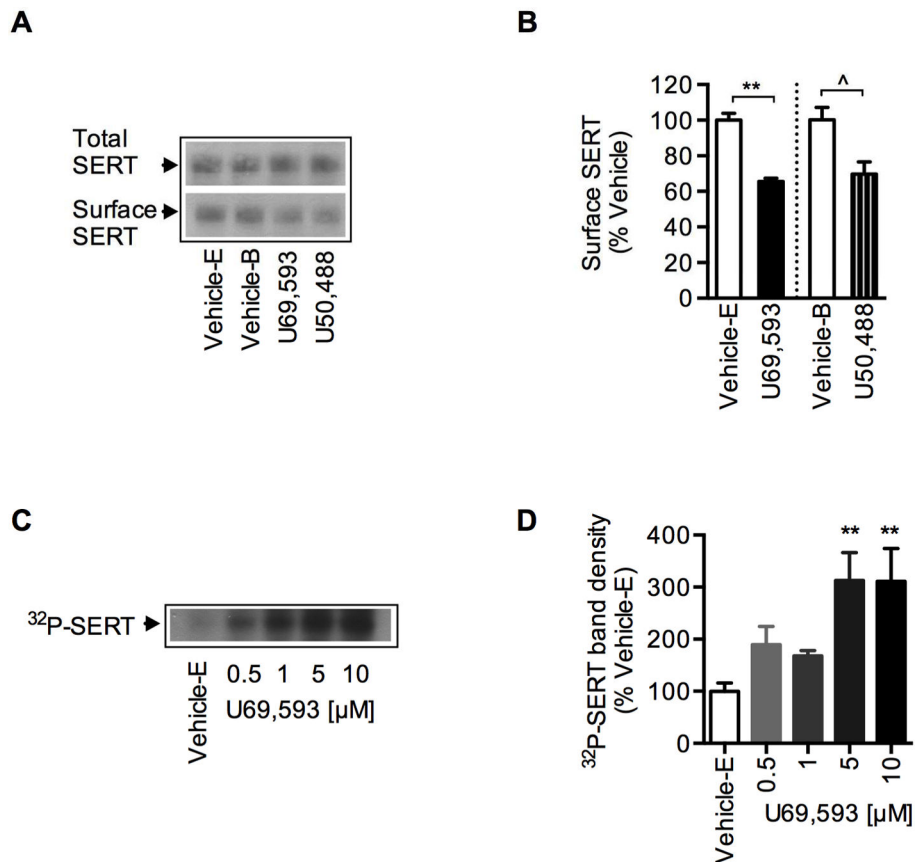 A
Total
SERT
Surface
SERT
Vehicle-E
Vehicle-B
U69,593
U50,488
B
Surface SERT
(% Vehicle)
120
100
80
60
40
20
0
**
^
Vehicle-E
U69,593
Vehicle-B
U50,488
C
32P-SERT
Vehicle-E
0.5 1 5 10
U69,593 [µM]
D
32P-SERT band density
(% Vehicle-E)
400
300
200
100
0
** **
Vehicle-E
0.5
1
5
10
U69,593 [µM]